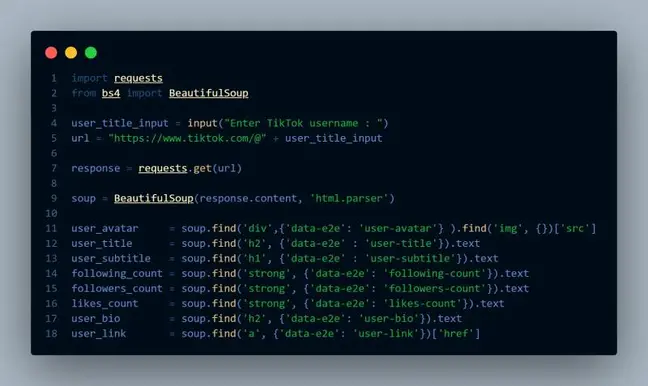 1 import requests
2 from bs4 import BeautifulSoup
3
4 user_title_input = input("Enter TikTok username : ")
5 url = "https://www.tiktok.com/@" + user_title_input
6
7 response = requests.get(url)
8
9 soup = BeautifulSoup(response.content, 'html.parser')
10
11 user_avatar = soup.find('div',{'data-e2e': 'user-avatar'} ).find('img', {})['src']
12 user_title = soup.find('h2', {'data-e2e' : 'user-title'}).text
13 user_subtitle = soup.find('h1', {'data-e2e' : 'user-subtitle'}).text
14 following_count = soup.find('strong', {'data-e2e': 'following-count'}).text
15 followers_count = soup.find('strong', {'data-e2e': 'followers-count'}).text
16 likes_count = soup.find('strong', {'data-e2e': 'likes-count'}).text
17 user_bio = soup.find('h2', {'data-e2e': 'user-bio'}).text
18 user_link = soup.find('a', {'data-e2e': 'user-link'})['href']